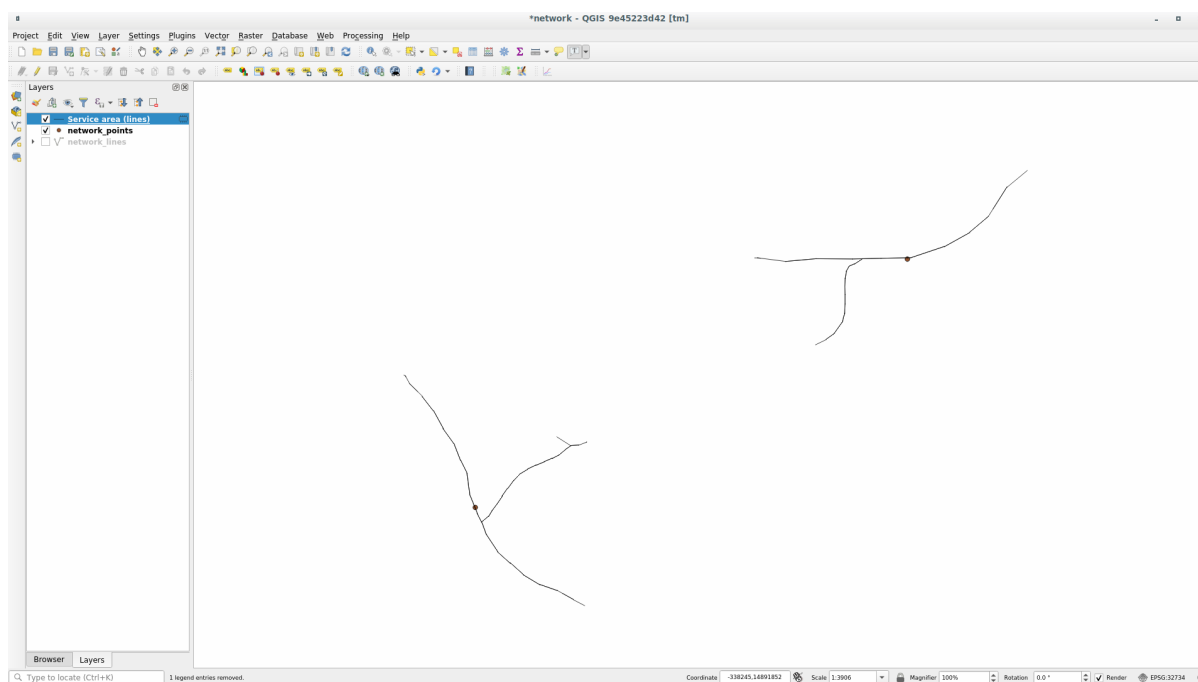 *network - QGIS 9e45223d42 [tm]
Project Edit View Layer Settings Plugins Vector Raster Database Web Processing Help
Layers
Service area (lines)
network_points
network_lines
Browser Layers
Type to locate (Ctrl+K) 1 legend entries removed. Coordinate -338245,14891852 Scale 1:3906 Magnifier 100% Rotation 0.0 ° Render EPSG:32734